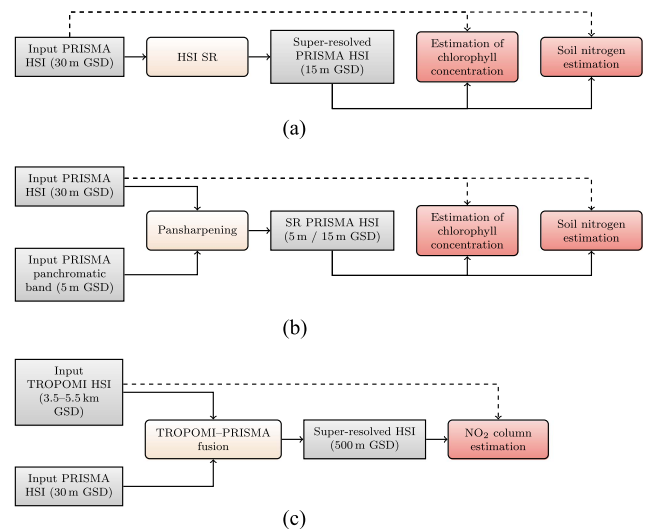 Input PRISMA
HSI (30 m GSD)
HSI SR
Super-resolved
PRISMA HSI
(15 m GSD)
Estimation of
chlorophyll
concentration
Soil nitrogen
estimation
(a)
Input PRISMA
HSI (30 m GSD)
Input PRISMA
panchromatic
band (5 m GSD)
Pansharpening
SR PRISMA HSI
(5 m / 15 m GSD)
Estimation of
chlorophyll
concentration
Soil nitrogen
estimation
(b)
Input
TROPOMI HSI
(3.5–5.5 km
GSD)
Input PRISMA
HSI (30 m GSD)
TROPOMI–PRISMA
fusion
Super-resolved HSI
(500 m GSD)
NO₂ column
estimation
(c)